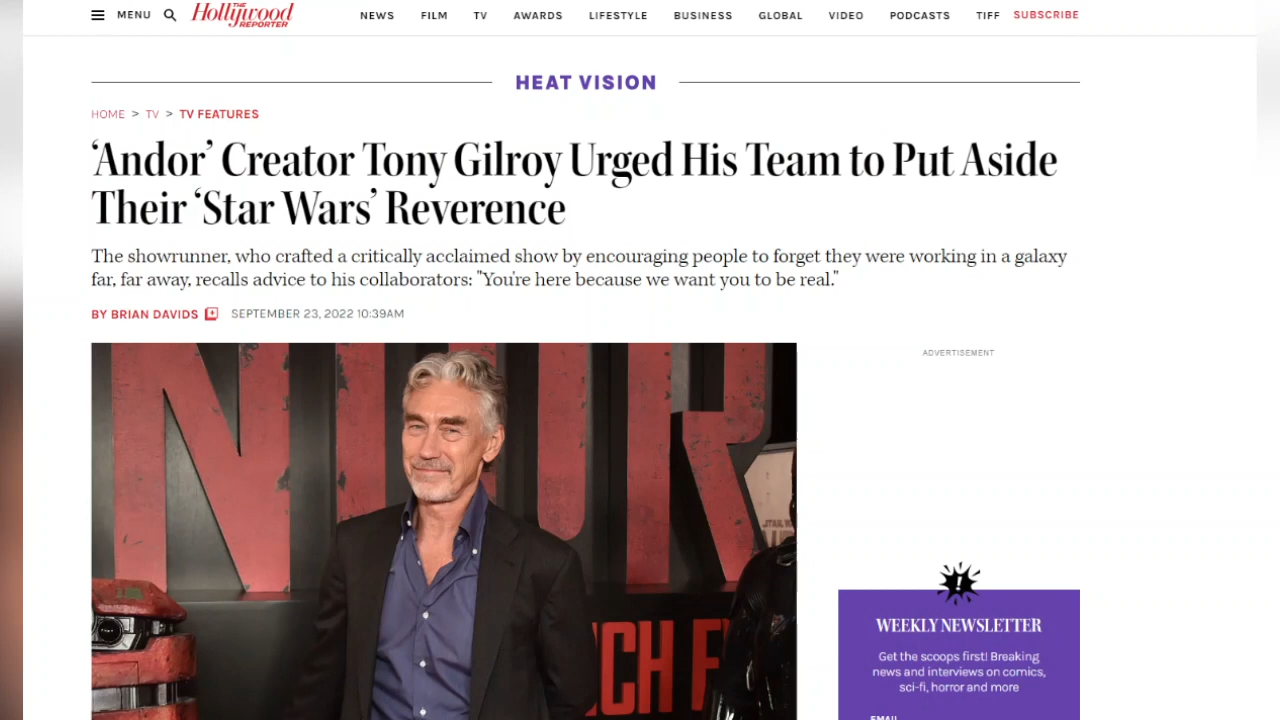 MENU
THE
Hollywood
REPORTER
NEWS FILM TV AWARDS LIFESTYLE BUSINESS GLOBAL VIDEO PODCASTS TIFF SUBSCRIBE
HEAT VISION
HOME > TV > TV FEATURES
‘Andor’ Creator Tony Gilroy Urged His Team to Put Aside
Their ‘Star Wars’ Reverence
The showrunner, who crafted a critically acclaimed show by encouraging people to forget they were working in a galaxy
far, far away, recalls advice to his collaborators: "You're here because we want you to be real."
BY BRIAN DAVIDS SEPTEMBER 23, 2022 10:39AM
ADVERTISEMENT
STAR WA
NCH F
WEEKLY NEWSLETTER
Get the scoops first! Breaking
news and interviews on comics,
sci-fi, horror and more
EMAIL